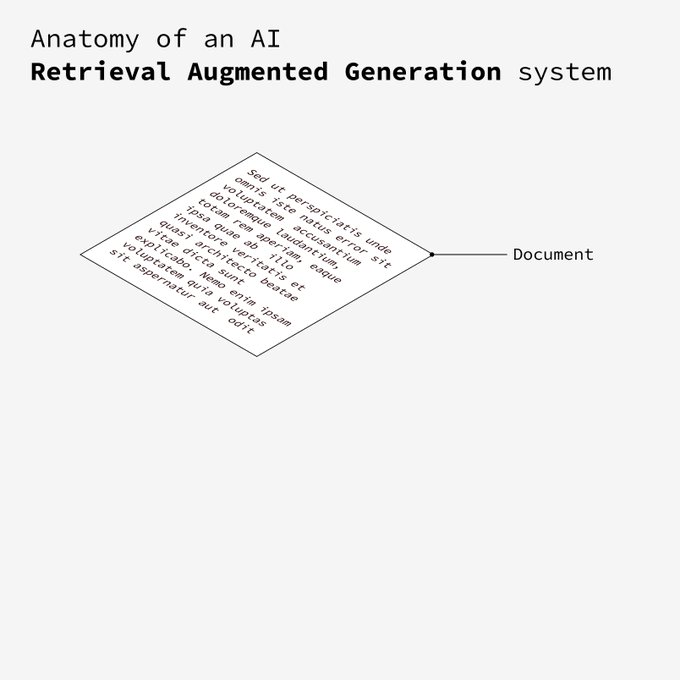 Anatomy of an AI
Retrieval Augmented Generation system
Sed ut perspiciatis unde
omnis iste natus error sit
voluptatem accusantium
doloremque laudantium,
totam rem aperiam, eaque
ipsa quae ab illo
inventore veritatis et
quasi architecto beatae
vitae dicta sunt
explicabo. Nemo enim ipsam
voluptatem quia voluptas
sit aspernatur aut odit
Document